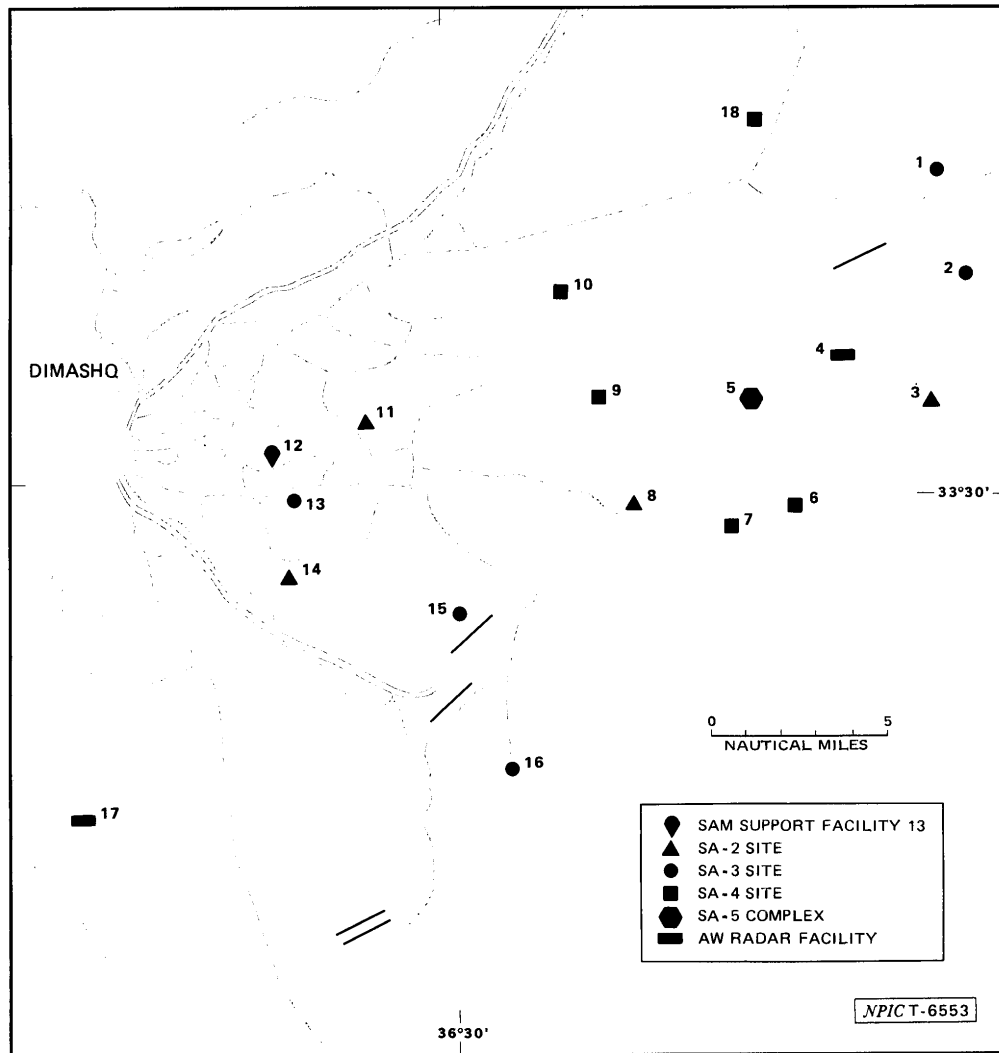 18
1
2
10
4
DIMASHQ
9
5
3
11
12
8
6
33°30'
13
7
14
15
0 5
NAUTICAL MILES
16
17
SAM SUPPORT FACILITY 13
SA-2 SITE
SA-3 SITE
SA-4 SITE
SA-5 COMPLEX
AW RADAR FACILITY
NPIC T-6553
36°30'